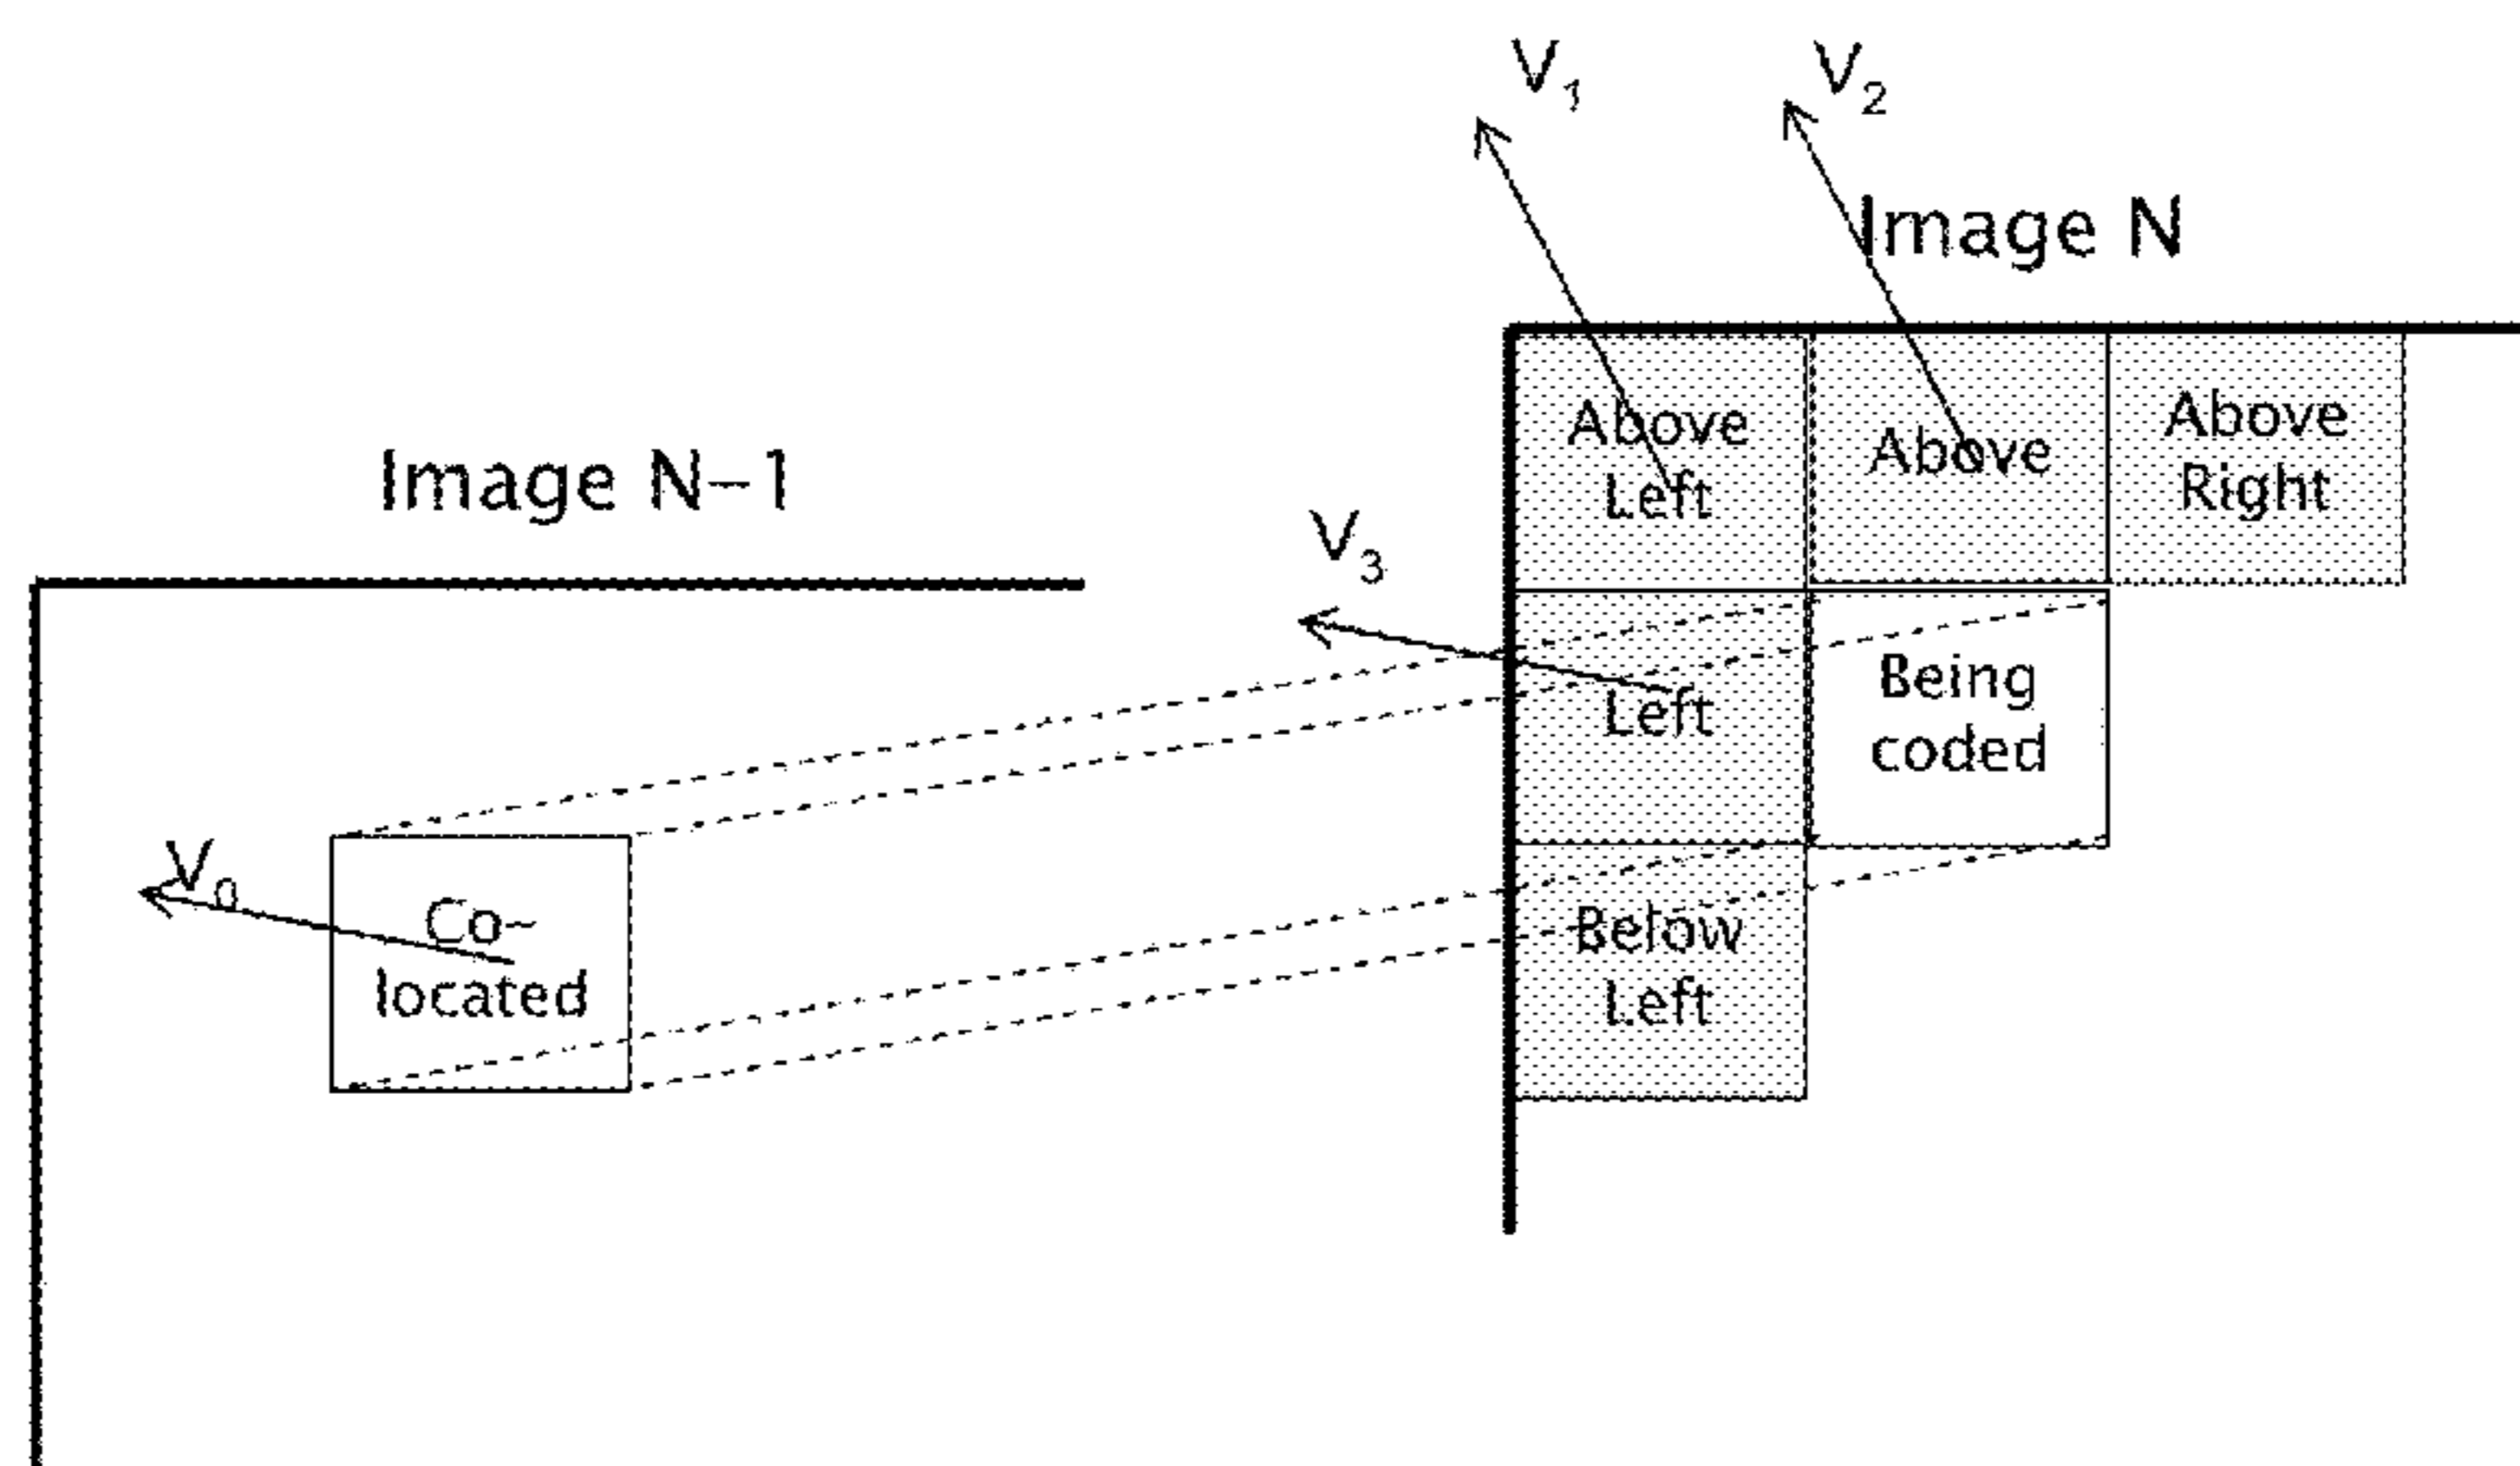 V1
V2
Image N
Above
Left
Above
Above
Right
Image N-1
V3
Left
Being
coded
V0
Co-
located
Below
Left